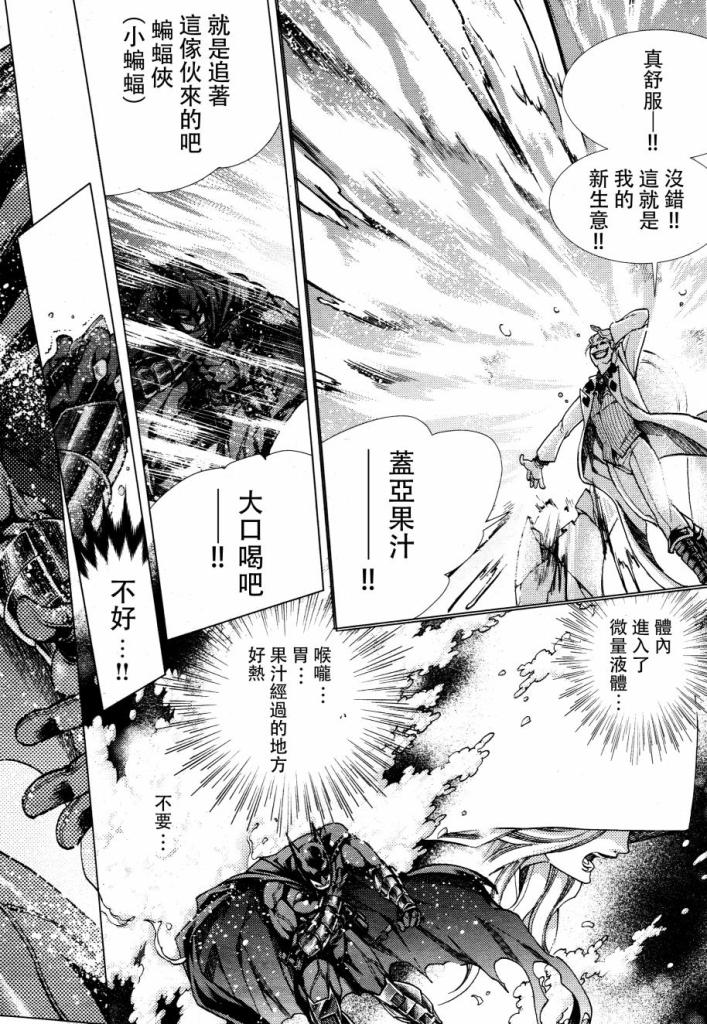 真舒服—!!
沒錯!!
這就是
我的
新生意!!
蓋亞果汁
——!!
就是追著
這傢伙來的吧
蝙蝠俠
（小蝙蝠）
大口喝吧
——!!
不好…!!
體內
進入了
微量液體…
喉嚨…
胃…
果汁經過的地方
好熱
不要…